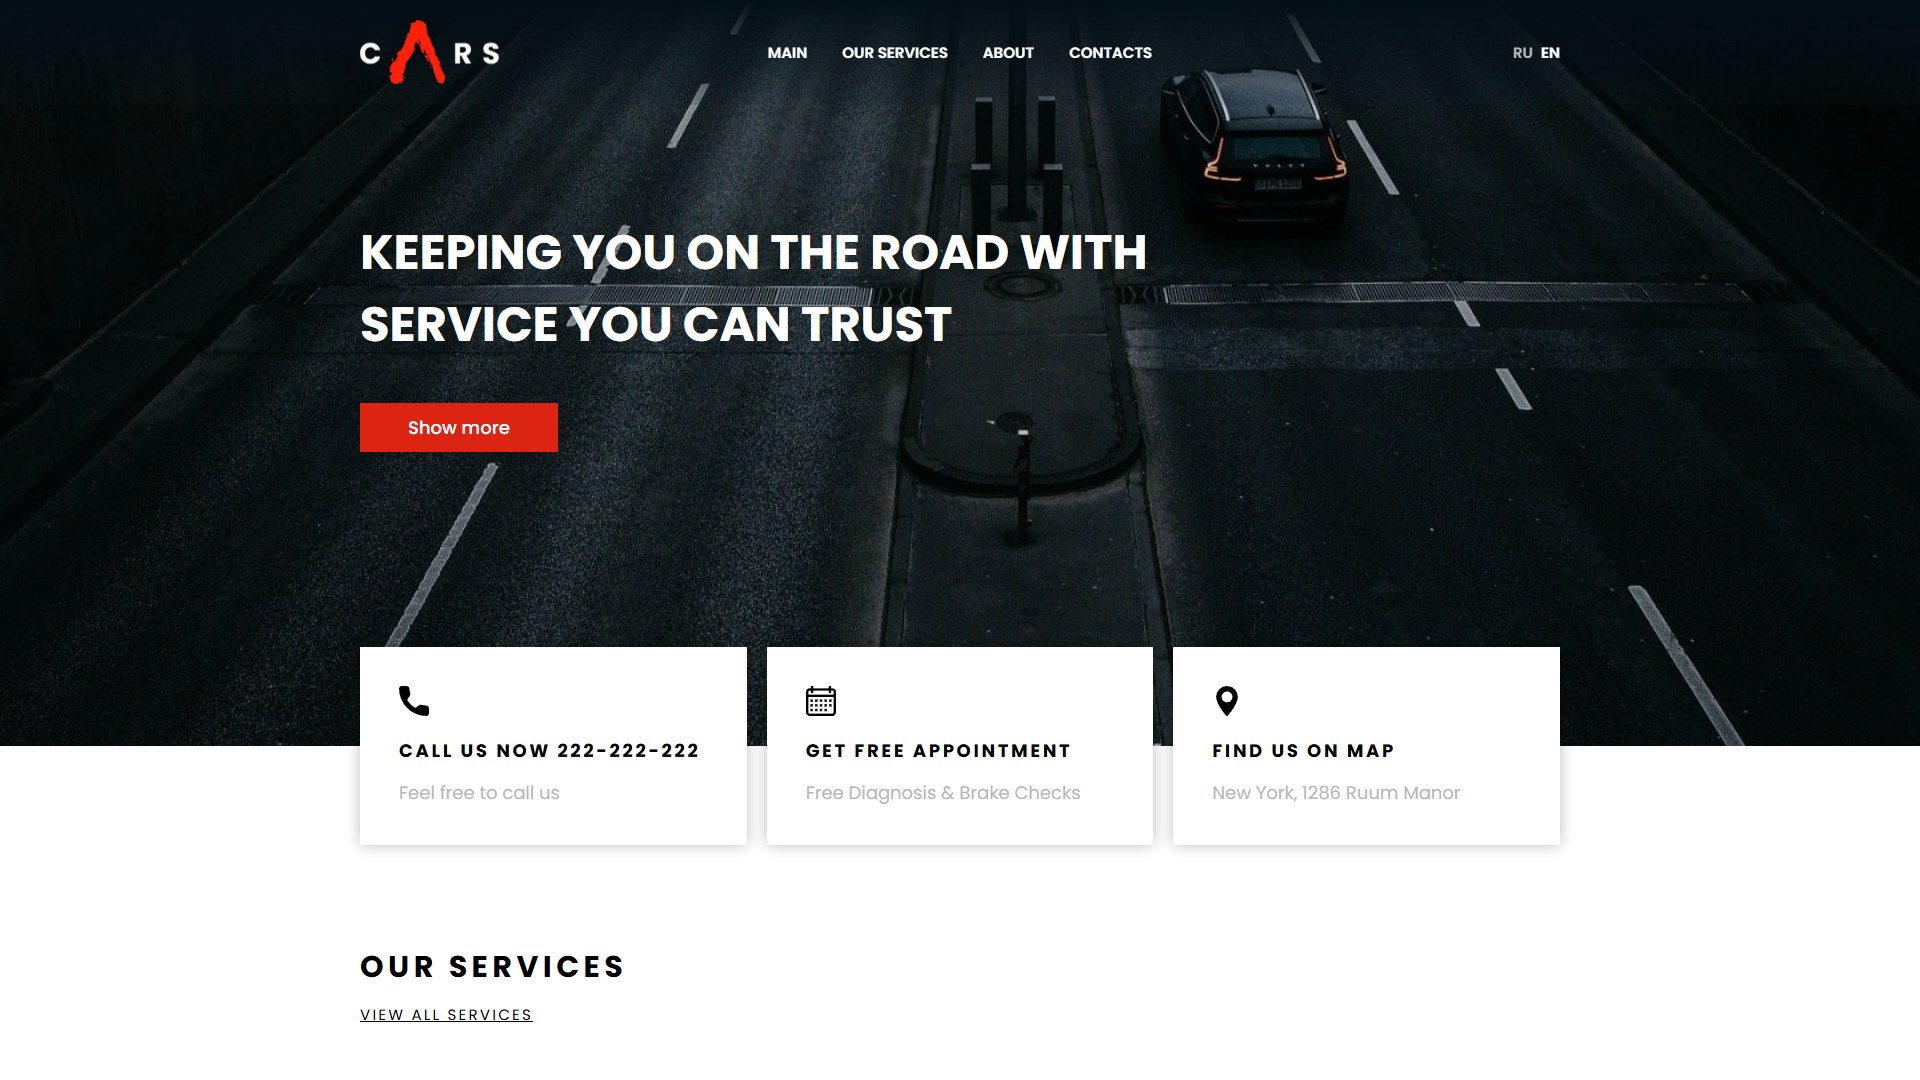 CARS
MAIN
OUR SERVICES
ABOUT
CONTACTS
RU EN
VOLVO
KEEPING YOU ON THE ROAD WITH
SERVICE YOU CAN TRUST
Show more
CALL US NOW 222-222-222
Feel free to call us
GET FREE APPOINTMENT
Free Diagnosis & Brake Checks
FIND US ON MAP
New York, 1286 Ruum Manor
OUR SERVICES
VIEW ALL SERVICES